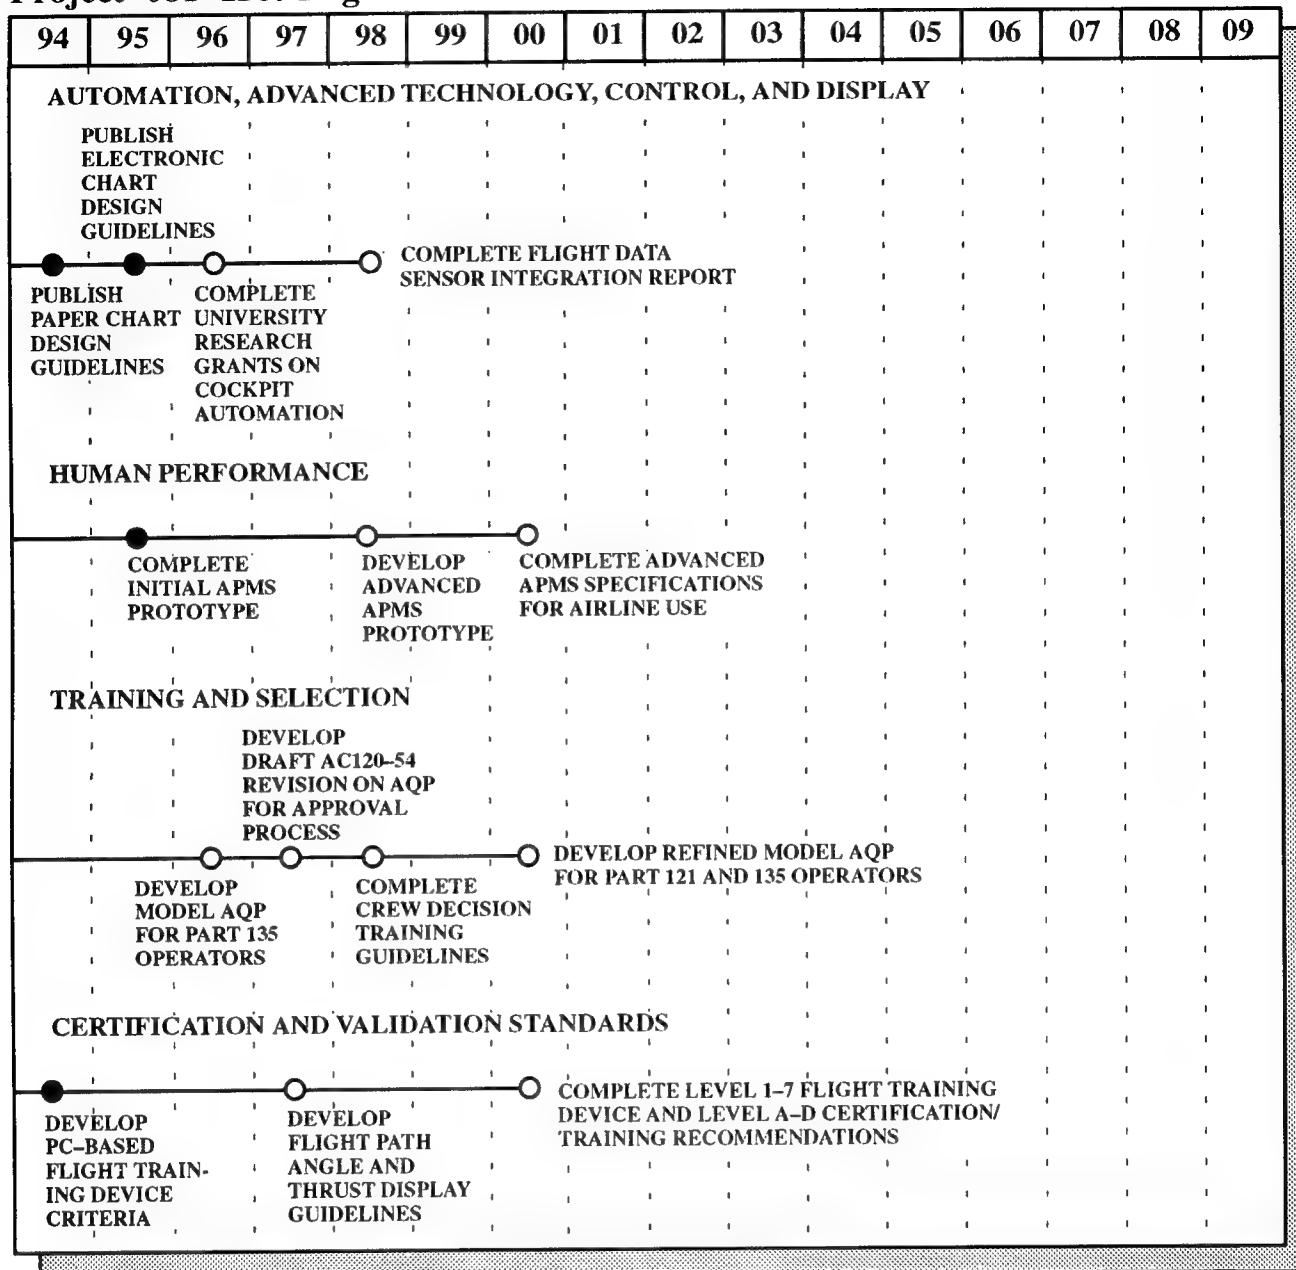 94 95 96 97 98 99 00 01 02 03 04 05 06 07 08 09
AUTOMATION, ADVANCED TECHNOLOGY, CONTROL, AND DISPLAY
PUBLISH
ELECTRONIC
CHART
DESIGN
GUIDELINES
COMPLETE FLIGHT DATA
SENSOR INTEGRATION REPORT
PUBLISH
PAPER CHART
DESIGN
GUIDELINES
COMPLETE
UNIVERSITY
RESEARCH
GRANTS ON
COCKPIT
AUTOMATION
HUMAN PERFORMANCE
COMPLETE
INITIAL APMS
PROTOTYPE
DEVELOP
ADVANCED
APMS
PROTOTYPE
COMPLETE ADVANCED
APMS SPECIFICATIONS
FOR AIRLINE USE
TRAINING AND SELECTION
DEVELOP
DRAFT AC120–54
REVISION ON AQP
FOR APPROVAL
PROCESS
DEVELOP REFINED MODEL AQP
FOR PART 121 AND 135 OPERATORS
DEVELOP
MODEL AQP
FOR PART 135
OPERATORS
COMPLETE
CREW DECISION
TRAINING
GUIDELINES
CERTIFICATION AND VALIDATION STANDARDS
COMPLETE LEVEL 1–7 FLIGHT TRAINING
DEVICE AND LEVEL A–D CERTIFICATION/
TRAINING RECOMMENDATIONS
DEVELOP
PC–BASED
FLIGHT TRAIN-
ING DEVICE
CRITERIA
DEVELOP
FLIGHT PATH
ANGLE AND
THRUST DISPLAY
GUIDELINES